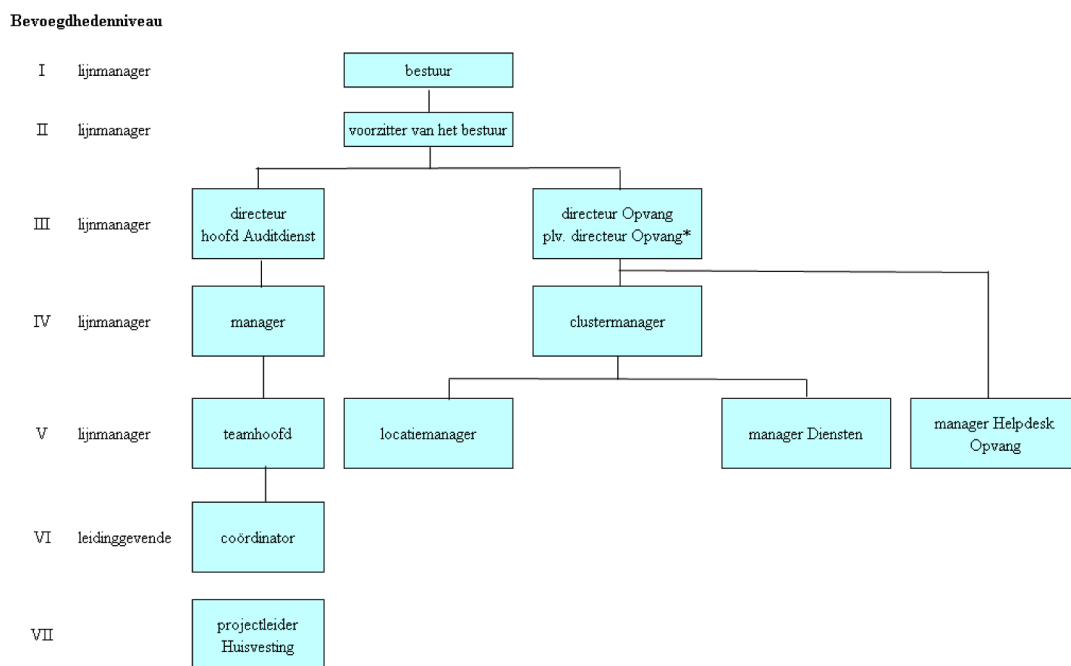 Bevoegdhedenniveau
I lijnmanager bestuur
II lijnmanager voorzitter van het bestuur
III lijnmanager
directeur
hoofd Auditdienst
directeur Opvang
plv. directeur Opvang*
IV lijnmanager manager clustermanager
V lijnmanager teamhoofd locatiemanager manager Diensten
manager Helpdesk
Opvang
VI leidinggevende coördinator
VII
projectleider
Huisvesting